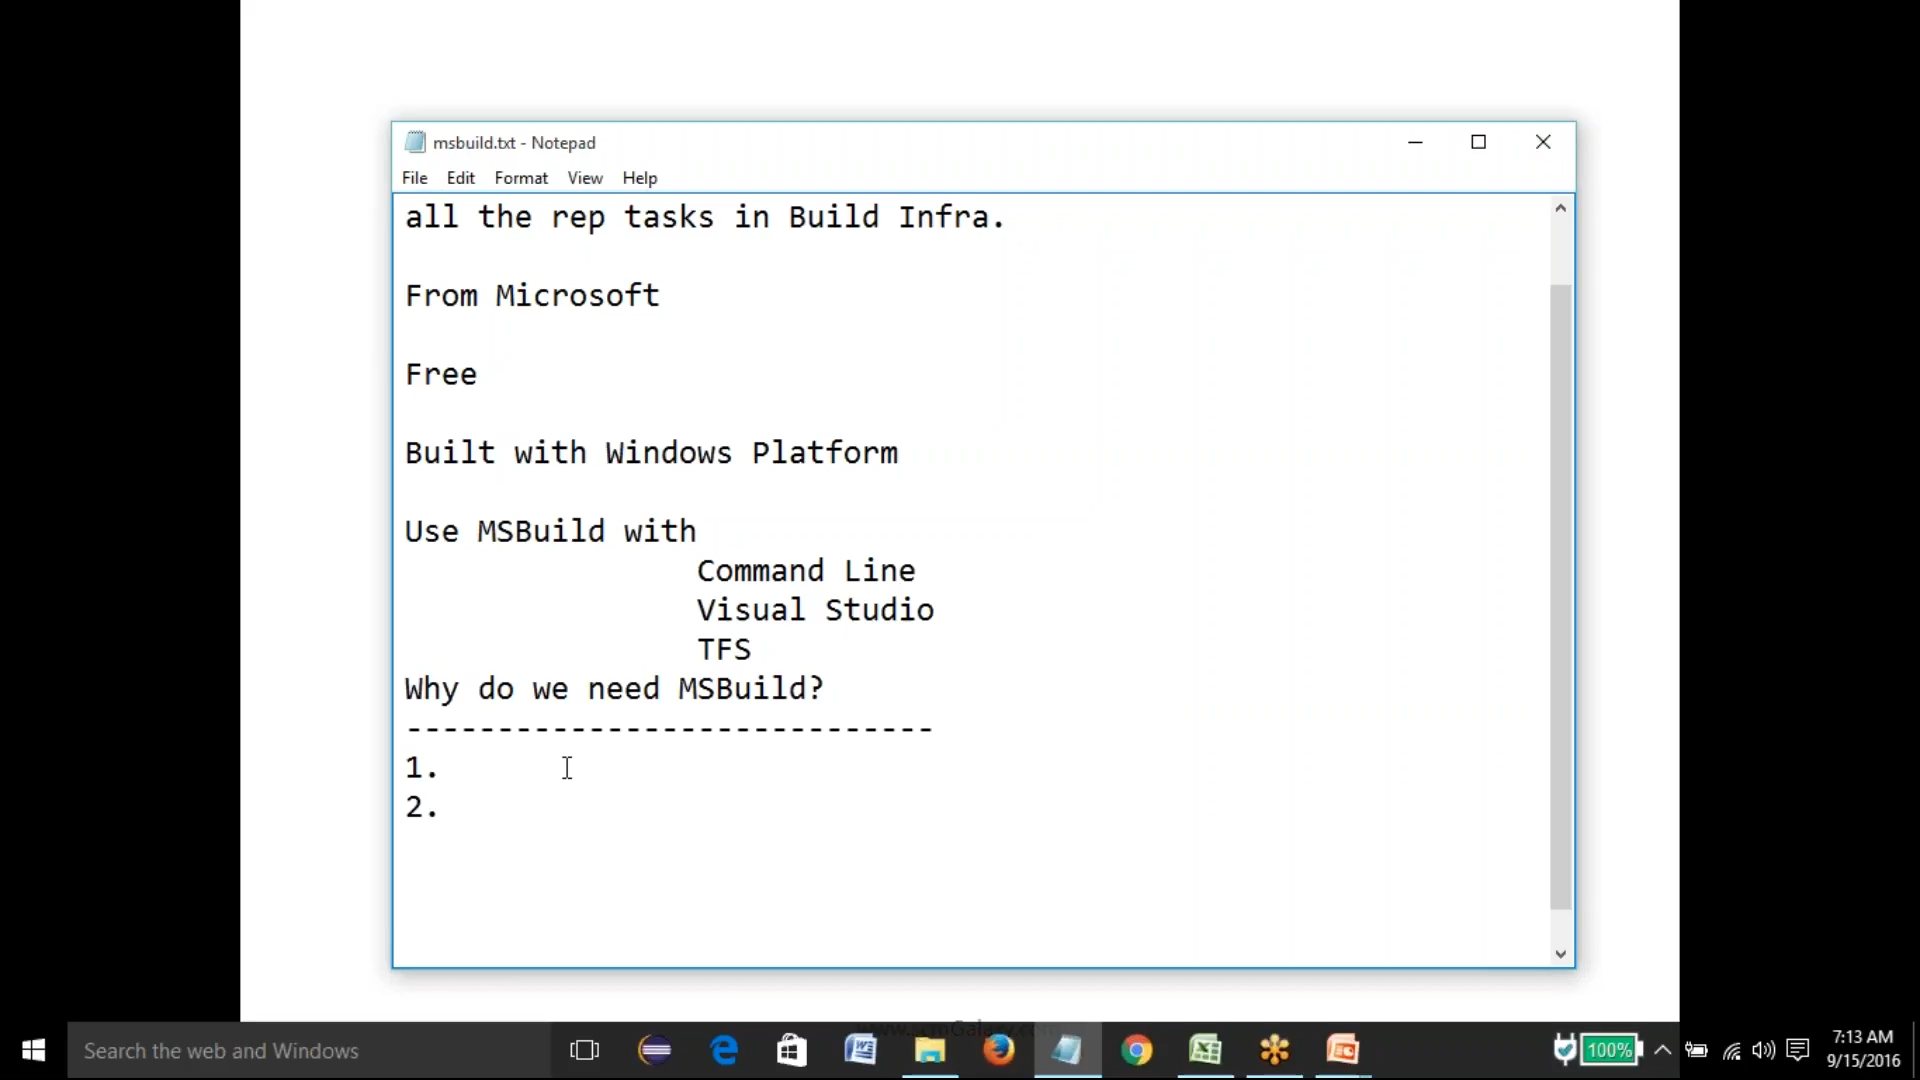 msbuild.txt - Notepad
File Edit Format View Help
all the rep tasks in Build Infra.
From Microsoft
Free
Built with Windows Platform
Use MSBuild with
Command Line
Visual Studio
TFS
Why do we need MSBuild?
-----------------------------
1.
2.
Search the web and Windows
100%
7:13 AM
9/15/2016